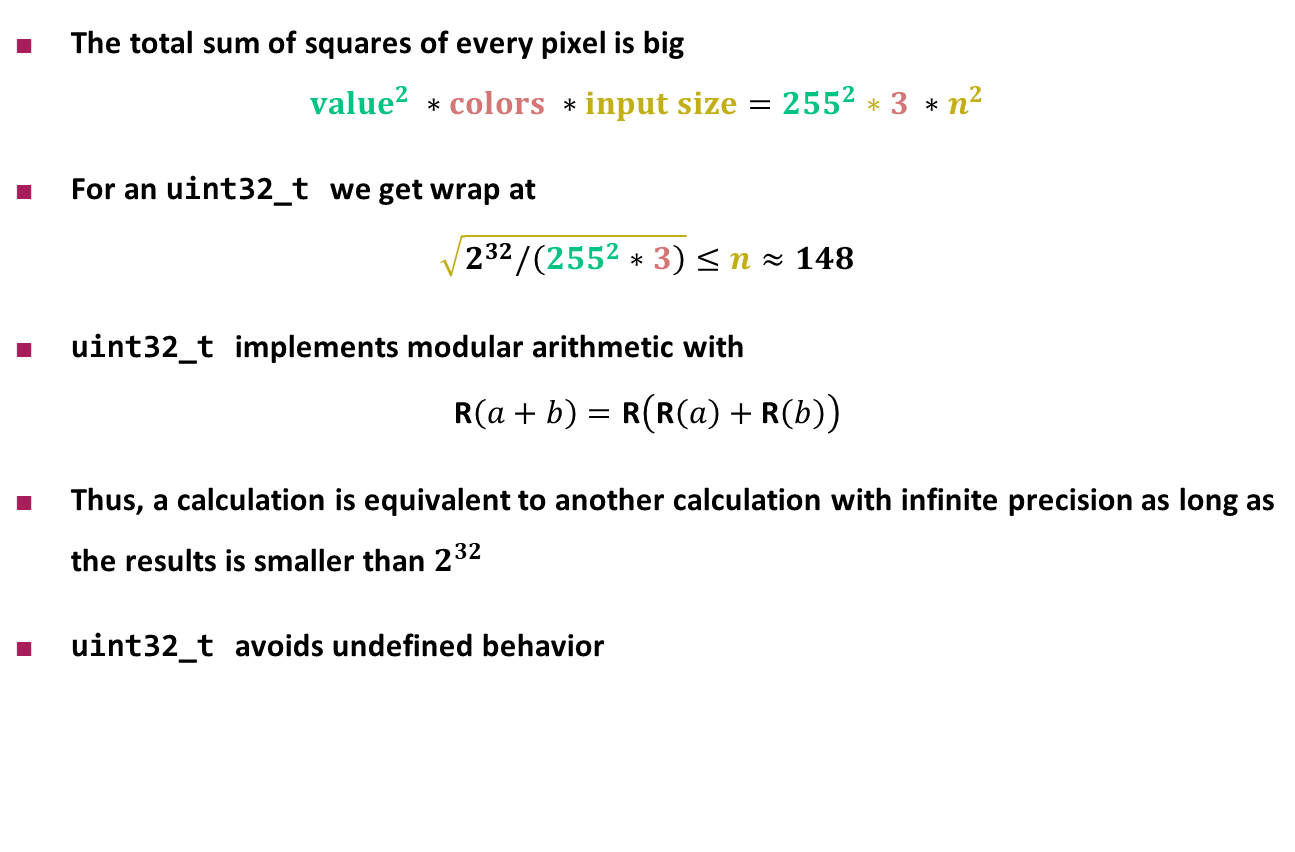 ■ The total sum of squares of every pixel is big
value² * colors * input size = 255² * 3 * n²
■ For an uint32_t we get wrap at
√2³²/(255² * 3) ≤ n ≈ 148
■ uint32_t implements modular arithmetic with
R(a + b) = R(R(a) + R(b))
■ Thus, a calculation is equivalent to another calculation with infinite precision as long as
the results is smaller than 2³²
■ uint32_t avoids undefined behavior